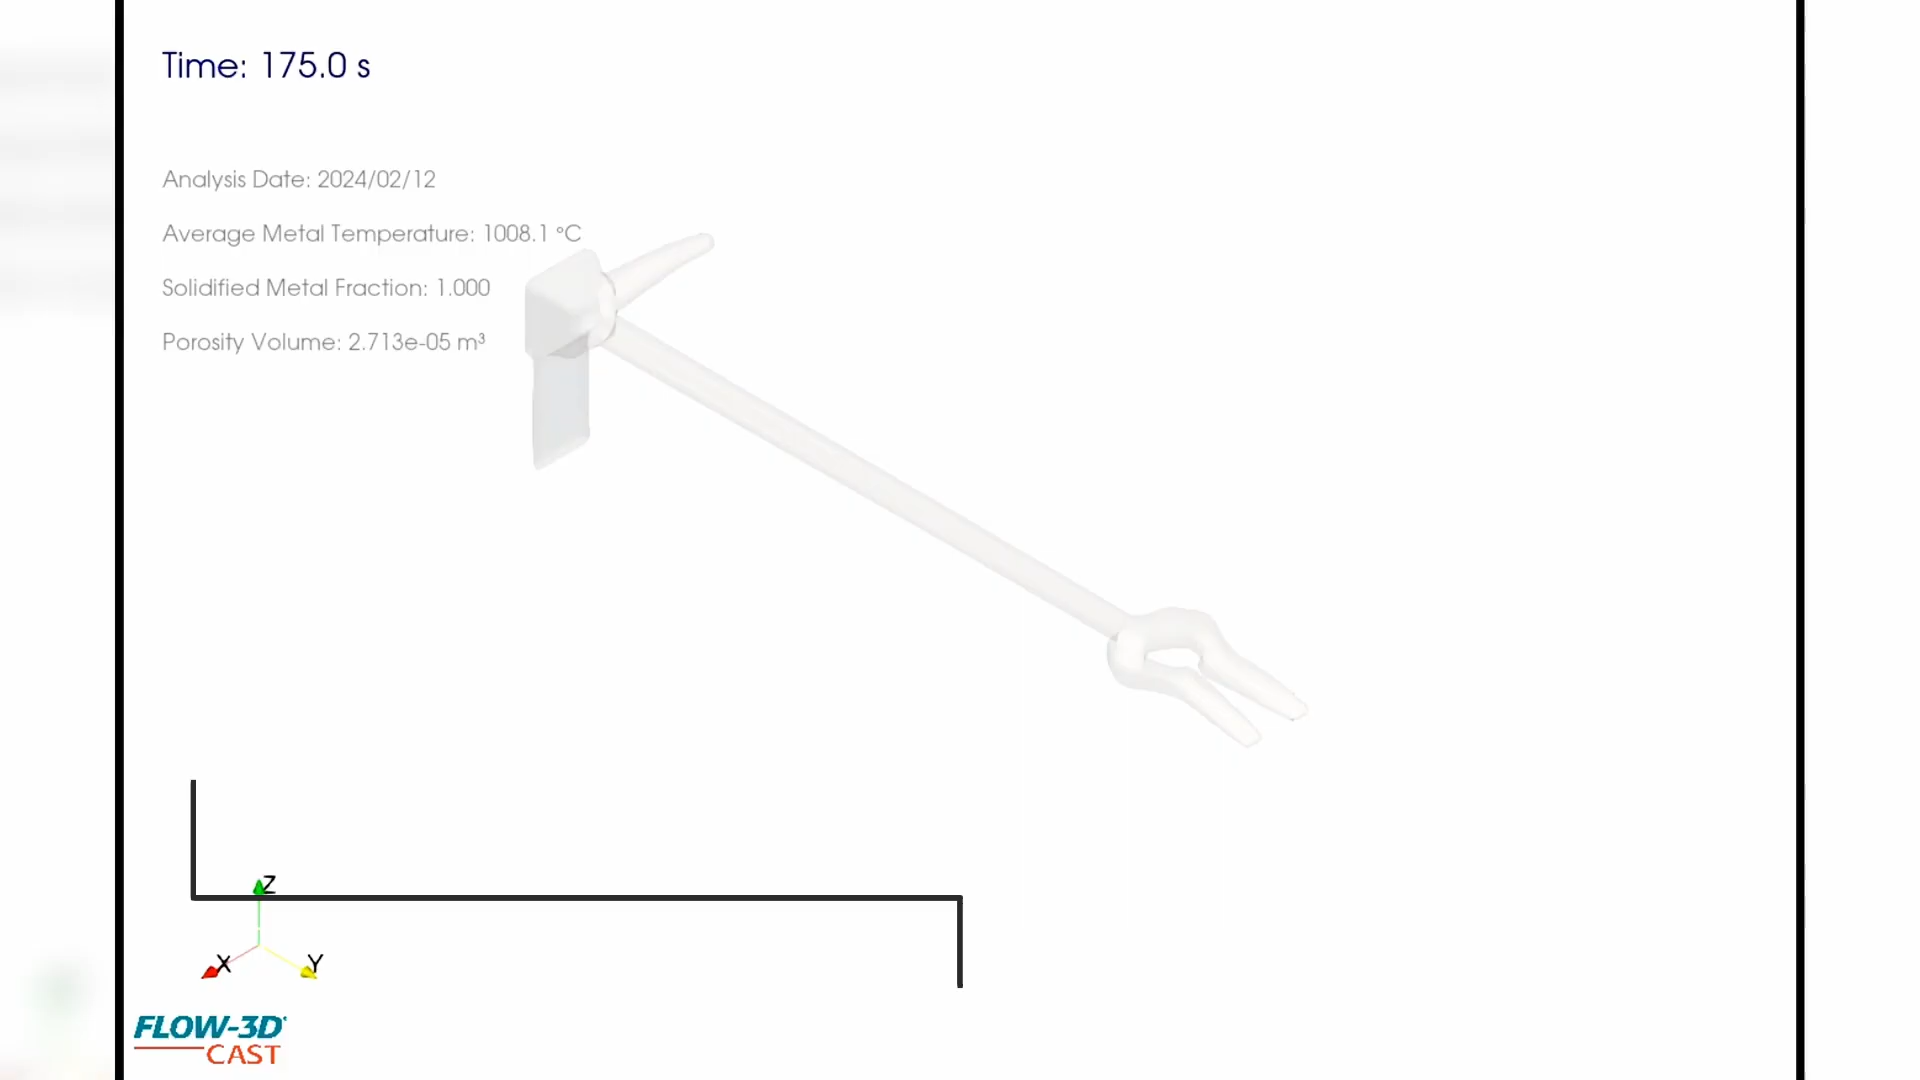 Time: 175.0 s
Analysis Date: 2024/02/12
Average Metal Temperature: 1008.1 °C
Solidified Metal Fraction: 1.000
Porosity Volume: 2.713e-05 m³
Z
X
Y
FLOW-3D
CAST